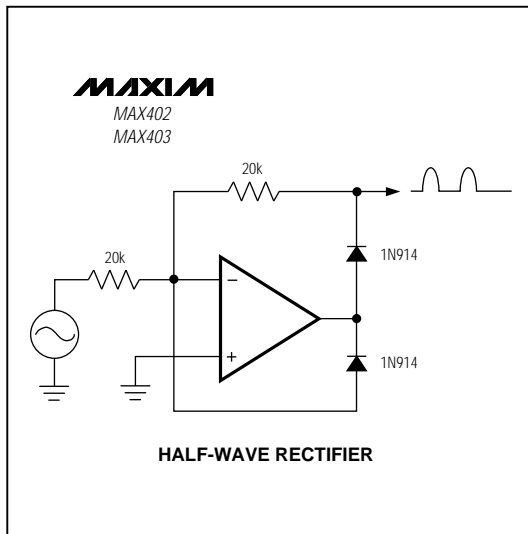 MAXIM
MAX402
MAX403
20k
20k
1N914
1N914
−
+
HALF-WAVE RECTIFIER